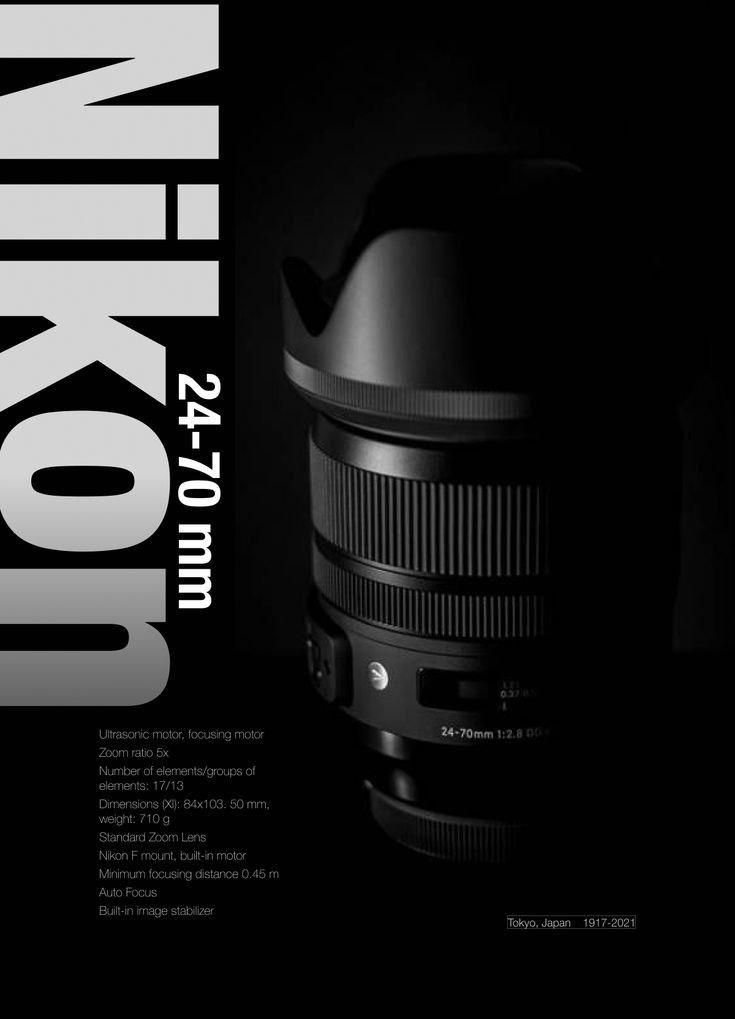 Nikon
24-70 mm
24-70mm 1:2.8 DG
Ultrasonic motor, focusing motor
Zoom ratio 5x
Number of elements/groups of
elements: 17/13
Dimensions (Xl): 84x103. 50 mm,
weight: 710 g
Standard Zoom Lens
Nikon F mount, built-in motor
Minimum focusing distance 0.45 m
Auto Focus
Built-in image stabilizer
Tokyo, Japan 1917-2021